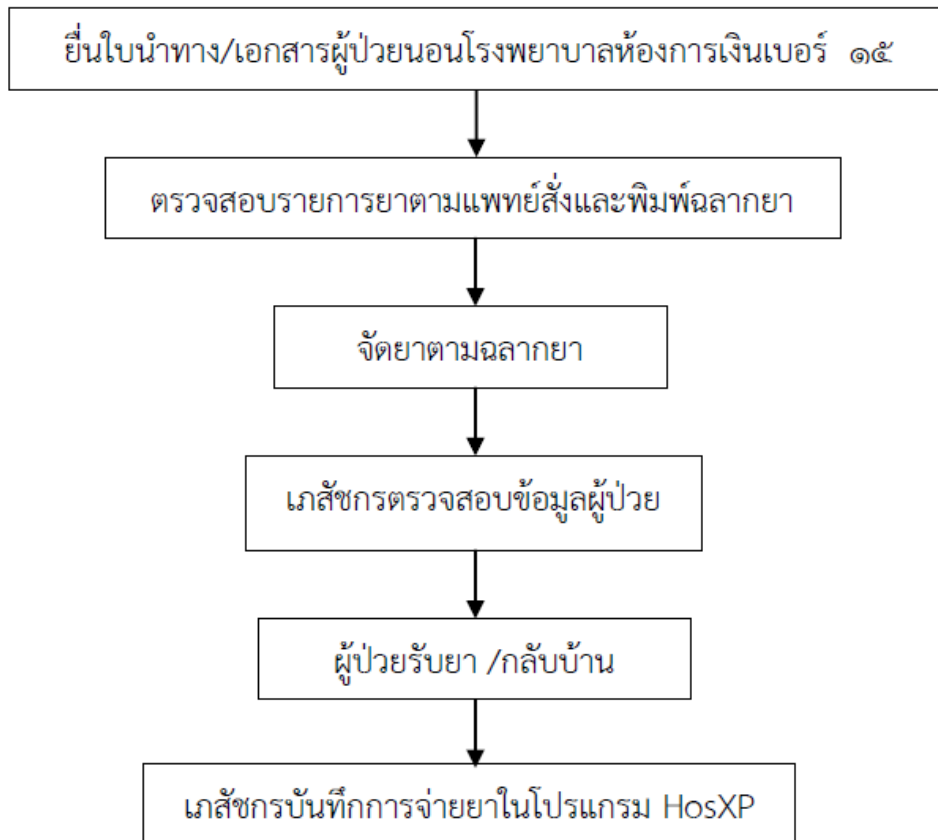 ยื่นใบนำทาง/เอกสารผู้ป่วยนอนโรงพยาบาลห้องการเงินเบอร์ ๑๕
ตรวจสอบรายการยาตามแพทย์สั่งและพิมพ์ฉลากยา
จัดยาตามฉลากยา
เภสัชกรตรวจสอบข้อมูลผู้ป่วย
ผู้ป่วยรับยา /กลับบ้าน
เภสัชกรบันทึกการจ่ายยาในโปรแกรม HosXP